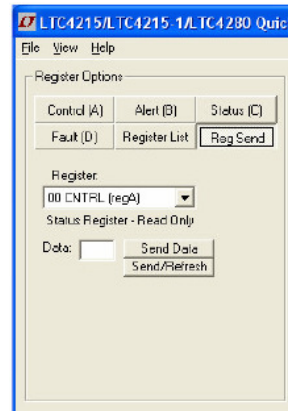 LTC4215/LTC4215-1/LTC4280 Quic
File View Help
Register Options
Control (A) Alert (B) Status (C)
Fault (D) Register List Reg Send
Register:
00 CNTRL (regA)
Status Register - Read Only
Data: Send Data
Send/Refresh